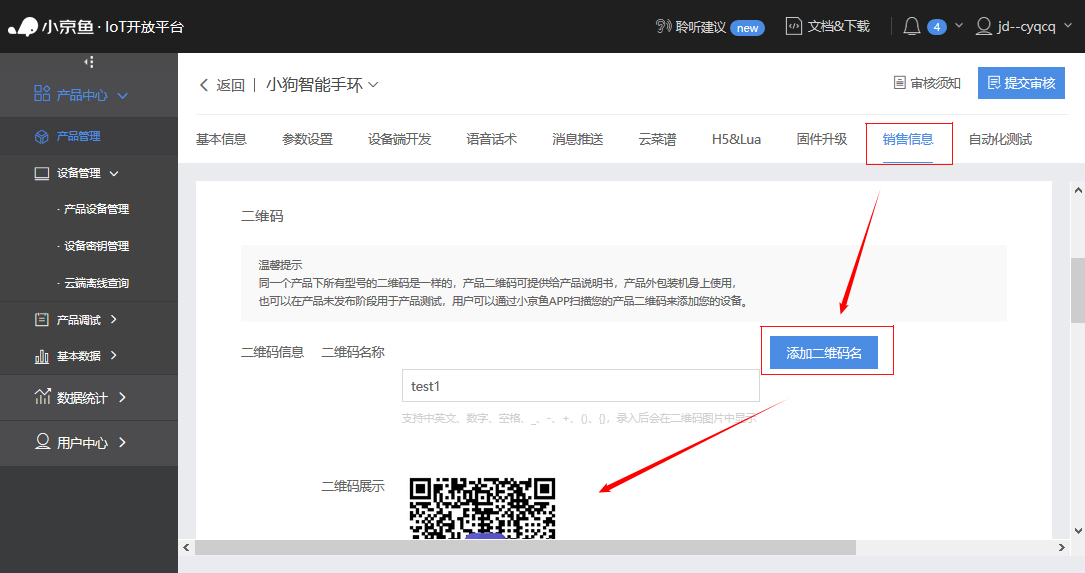 小京鱼·IoT开放平台
聆听建议 new
文档&下载
4
jd--cyqcq
产品中心
产品管理
设备管理
· 产品设备管理
· 设备密钥管理
· 云端离线查询
产品调试
基本数据
数据统计
用户中心
返回 | 小狗智能手环
审核须知
提交审核
基本信息 参数设置 设备端开发 语音话术 消息推送 云菜谱 H5&Lua 固件升级 销售信息 自动化测试
二维码
温馨提示
同一个产品下所有型号的二维码是一样的，产品二维码可提供给产品说明书，产品外包装机身上使用，
也可以在产品未发布阶段用于产品测试，用户可以通过小京鱼APP扫描您的产品二维码来添加您的设备。
二维码信息 二维码名称
添加二维码名
test1
支持中英文、数字、空格、_、-、+、()、{}，录入后会在二维码图片中显示
二维码展示